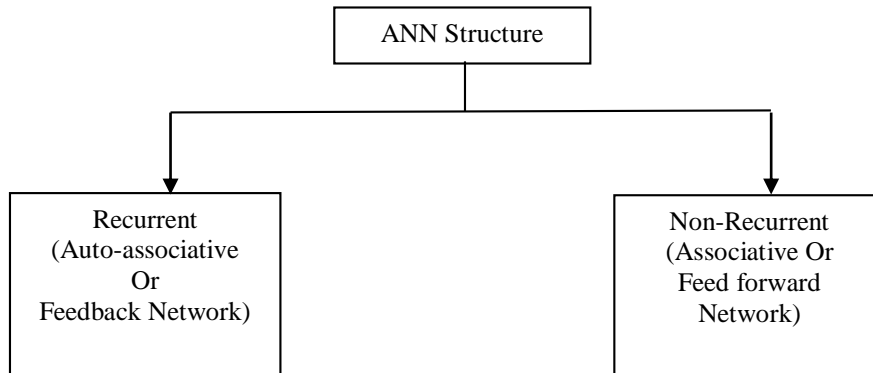 ANN Structure
Recurrent
(Auto-associative
Or
Feedback Network)
Non-Recurrent
(Associative Or
Feed forward
Network)